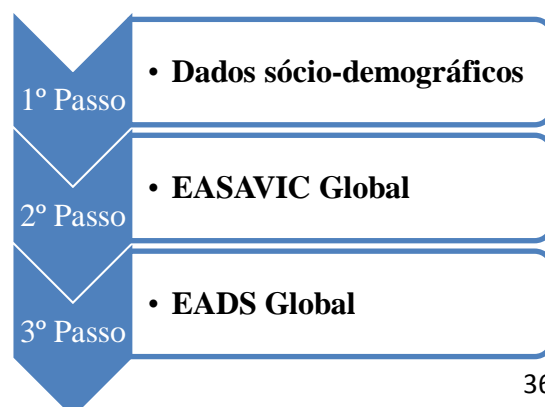 1º Passo
• Dados sócio-demográficos
2º Passo
• EASAVIC Global
3º Passo
• EADS Global
36